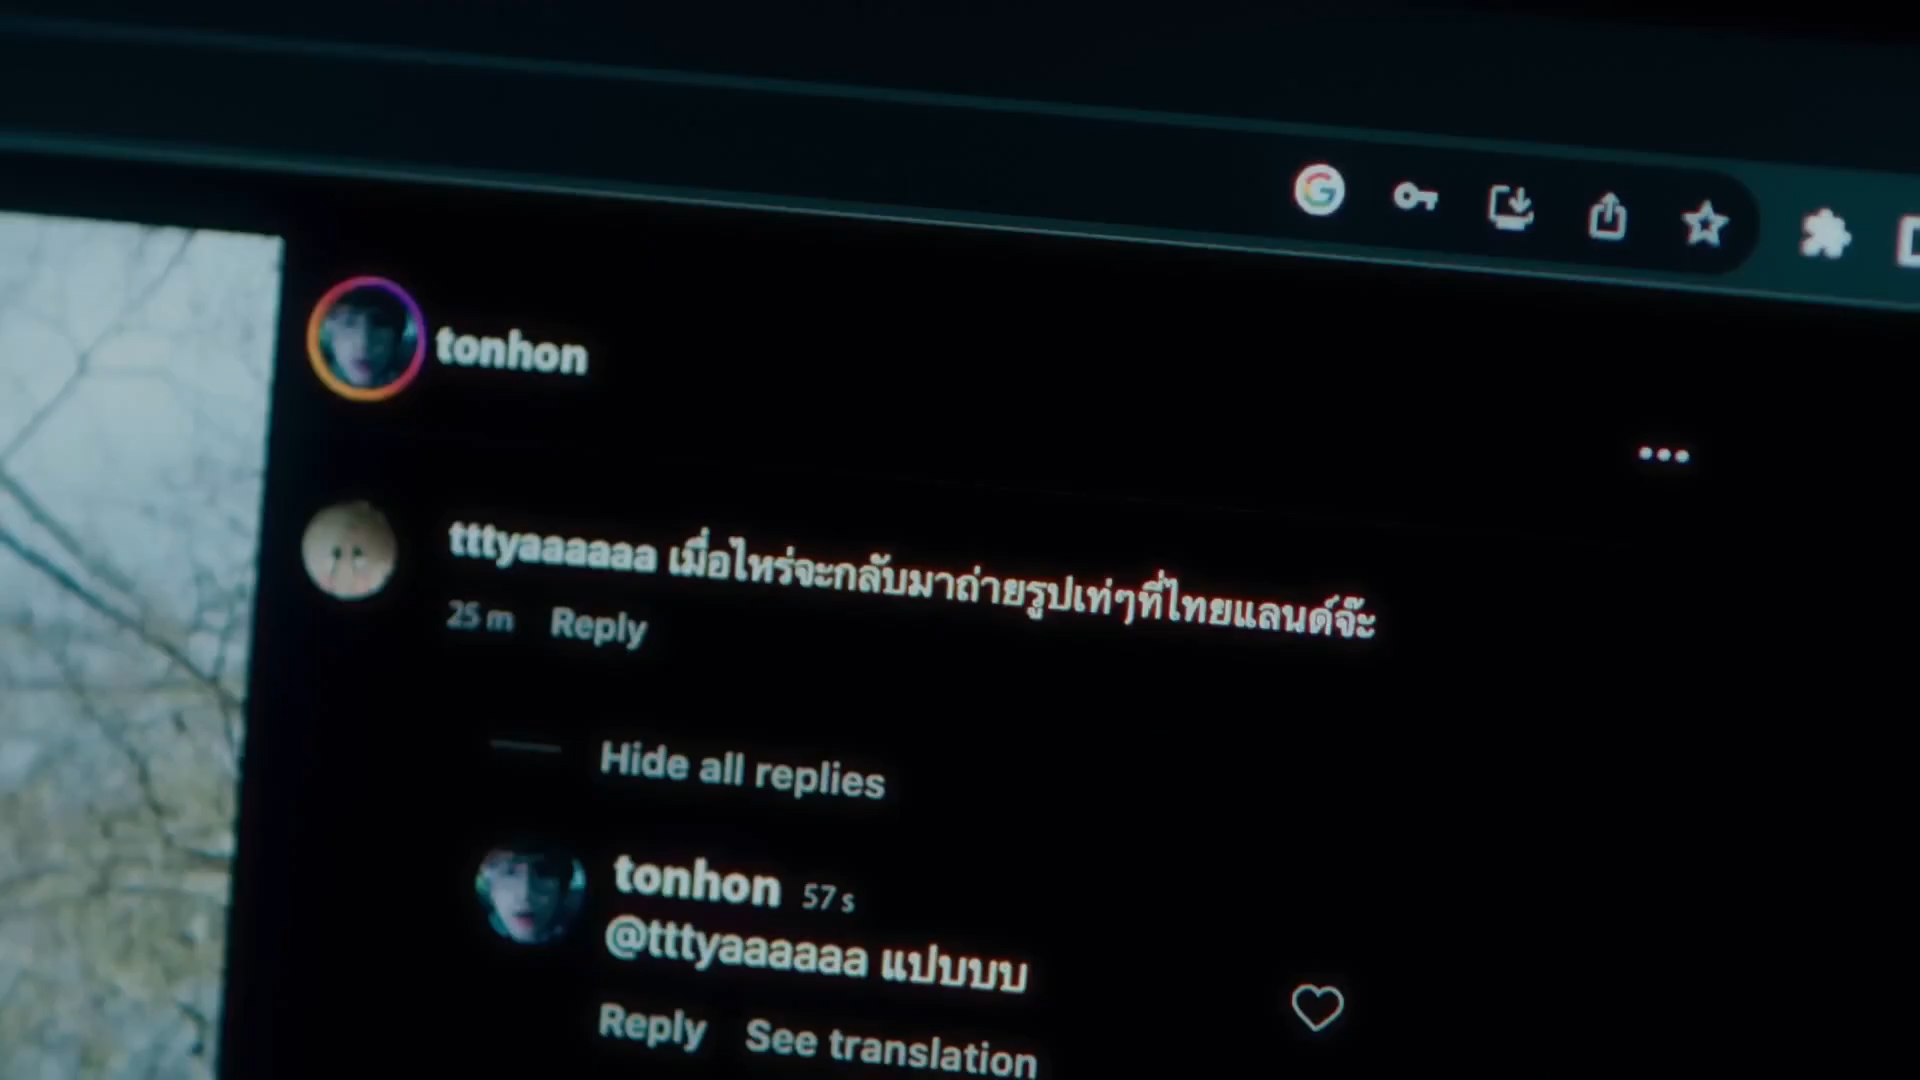 tonhon
tttyaaaaaa เมื่อไหร่จะกลับมาถ่ายรูปเท่ๆที่ไทยแลนด์จ๊ะ
25 m Reply
Hide all replies
tonhon 57 s
@tttyaaaaaa แปบบบ
Reply See translation